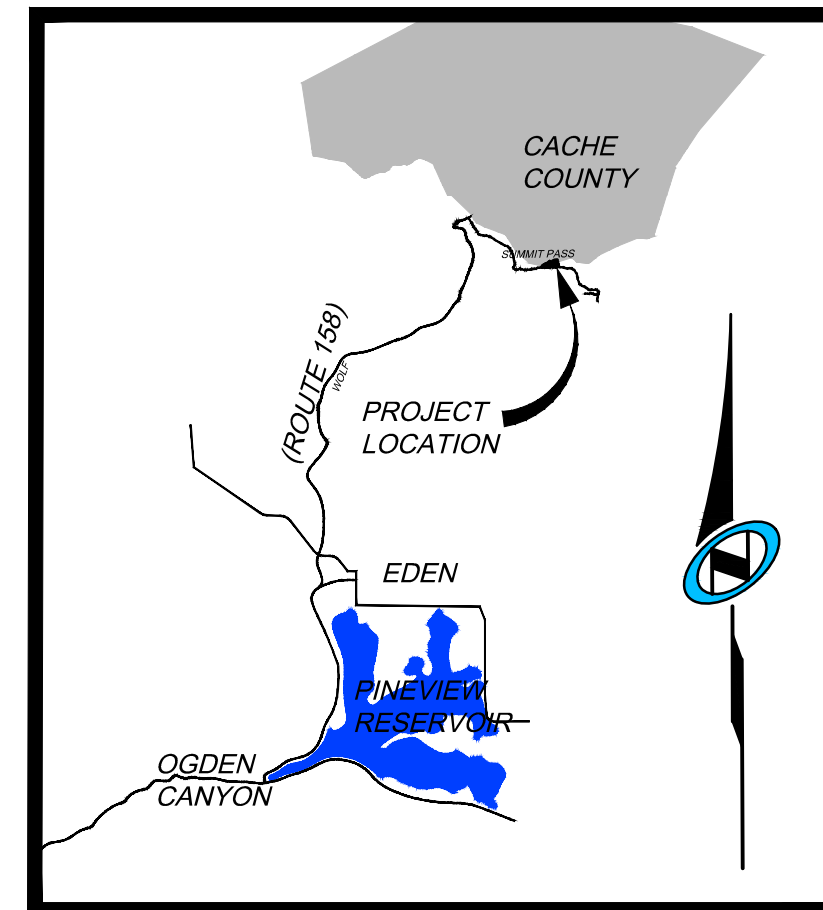 CACHE
COUNTY
SUMMIT PASS
(ROUTE 158)
WOLF
PROJECT
LOCATION
N
EDEN
PINEVIEW
RESERVOIR
OGDEN
CANYON